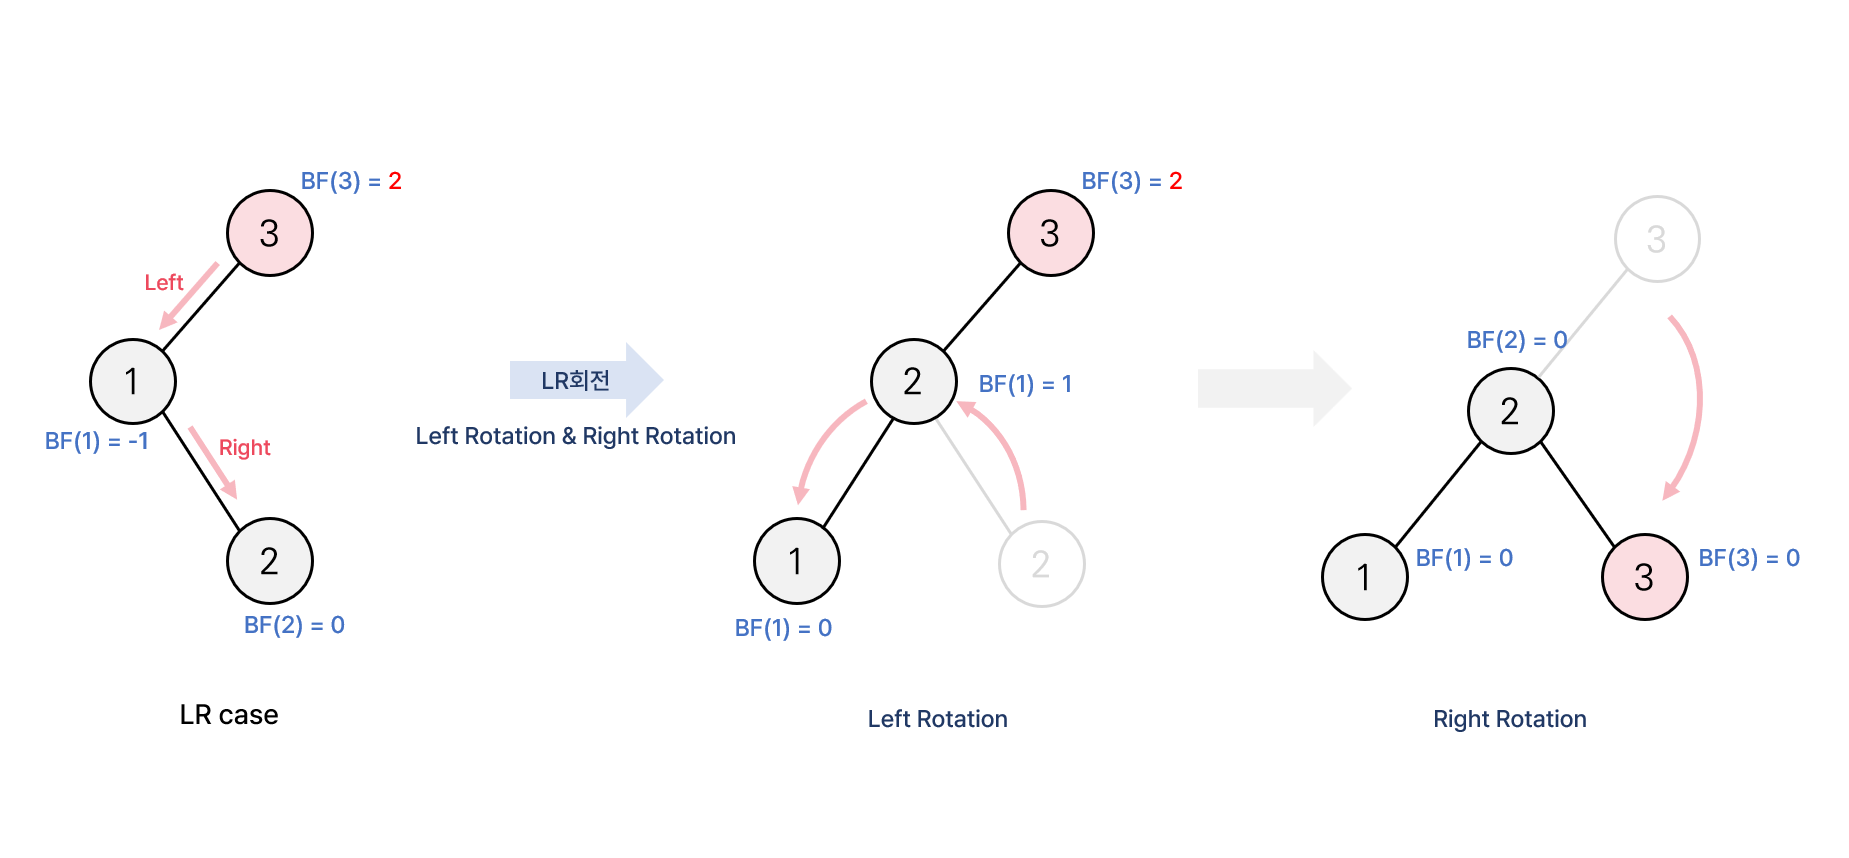 BF(3) = 2
3
Left
1
BF(1) = -1
Right
2
BF(2) = 0
LR case
LR회전
Left Rotation & Right Rotation
BF(3) = 2
3
2
BF(1) = 1
1
2
BF(1) = 0
Left Rotation
3
BF(2) = 0
2
1
BF(1) = 0
3
BF(3) = 0
Right Rotation